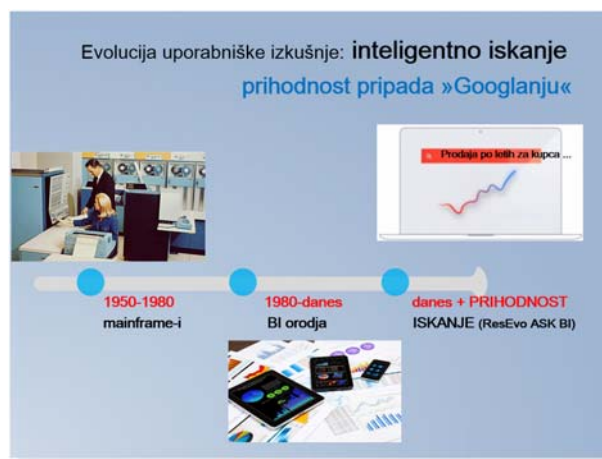 Evolucija uporabniške izkušnje: inteligentno iskanje
prihodnost pripada »Googlanju«
Prodaja po letih za kupca ...
1950-1980
mainframe-i
1980-danes
BI orodja
danes + PRIHODNOST
ISKANJE (ResEvo ASK BI)